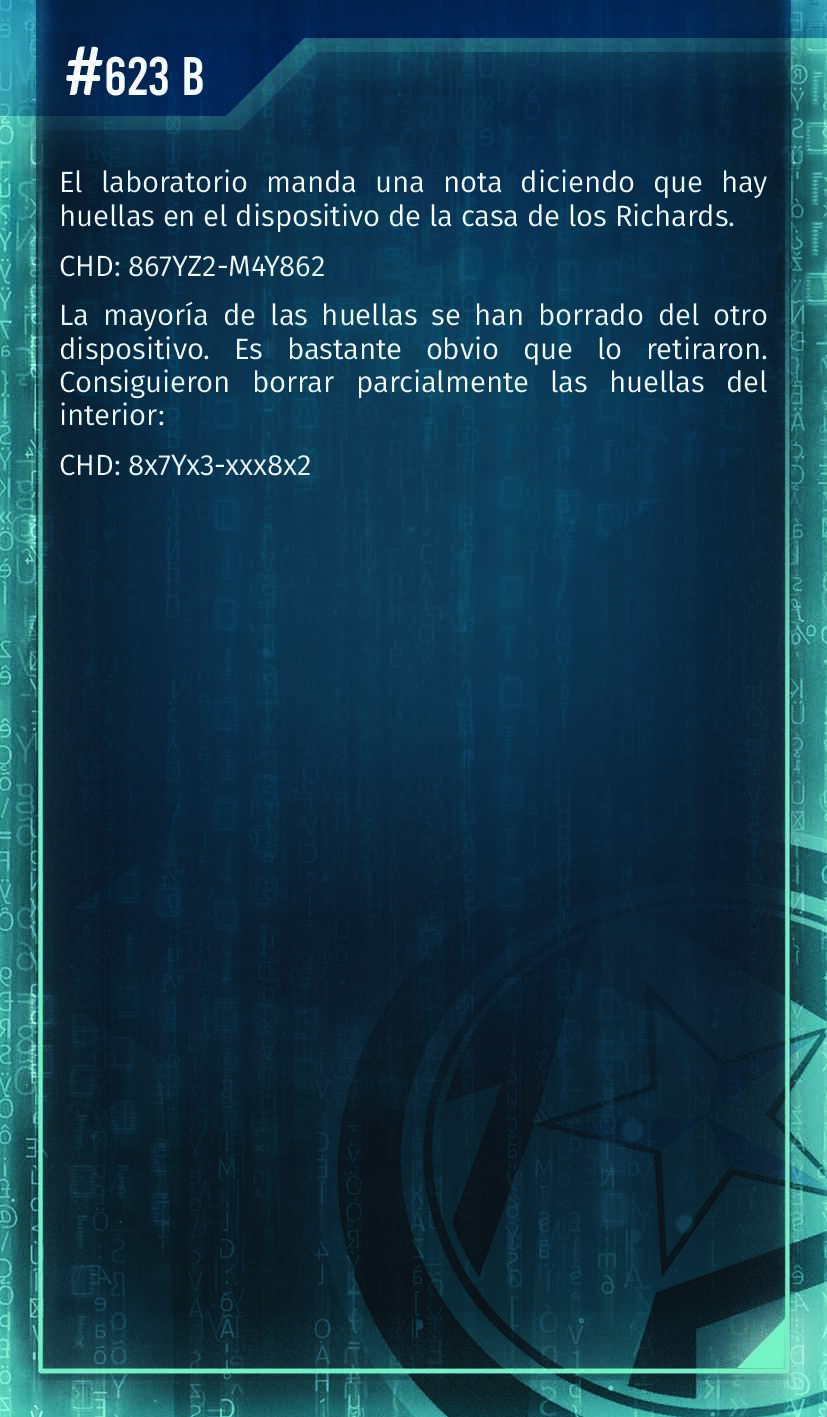 #623 B
El laboratorio manda una nota diciendo que hay
huellas en el dispositivo de la casa de los Richards.
CHD: 867YZ2-M4Y862
La mayoría de las huellas se han borrado del otro
dispositivo. Es bastante obvio que lo retiraron.
Consiguieron borrar parcialmente las huellas del
interior:
CHD: 8x7Yx3-xxx8x2